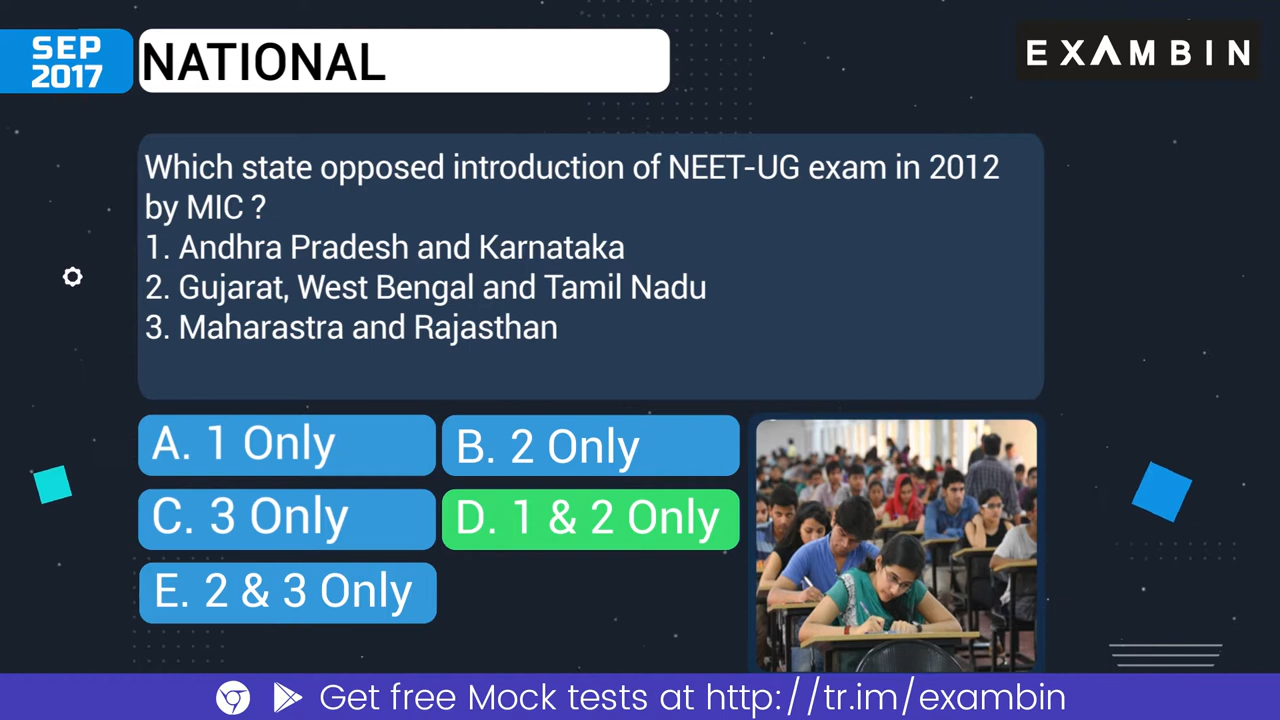 SEP
2017
NATIONAL
EXAMBIN
Which state opposed introduction of NEET-UG exam in 2012
by MIC ?
1. Andhra Pradesh and Karnataka
2. Gujarat, West Bengal and Tamil Nadu
3. Maharastra and Rajasthan
A. 1 Only
B. 2 Only
C. 3 Only
D. 1 & 2 Only
E. 2 & 3 Only
Get free Mock tests at http://tr.im/exambin